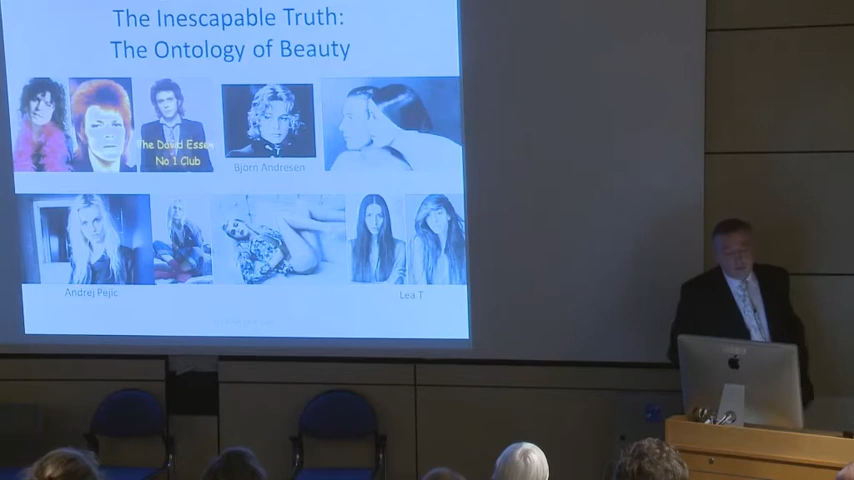 The Inescapable Truth:
The Ontology of Beauty
The David Essex
No 1 Club
Bjorn Andresen
Andrej Pejic
Lea T